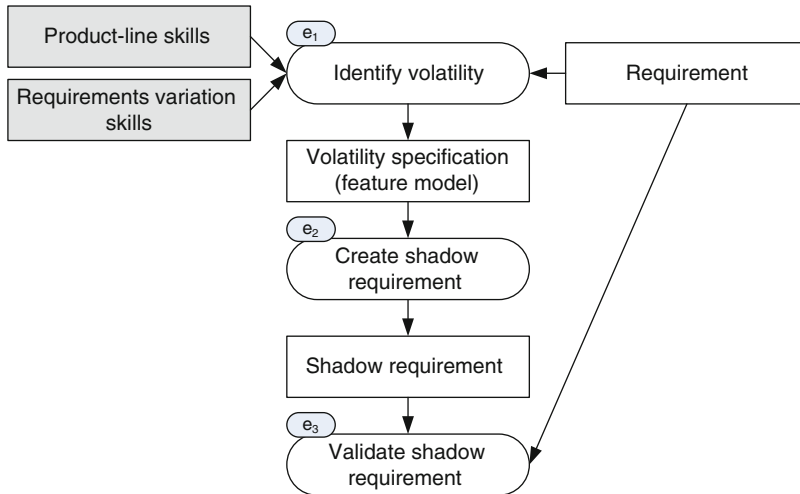 Product-line skills
Requirements variation
skills
e₁
Identify volatility
Requirement
Volatility specification
(feature model)
e₂
Create shadow
requirement
Shadow requirement
e₃
Validate shadow
requirement